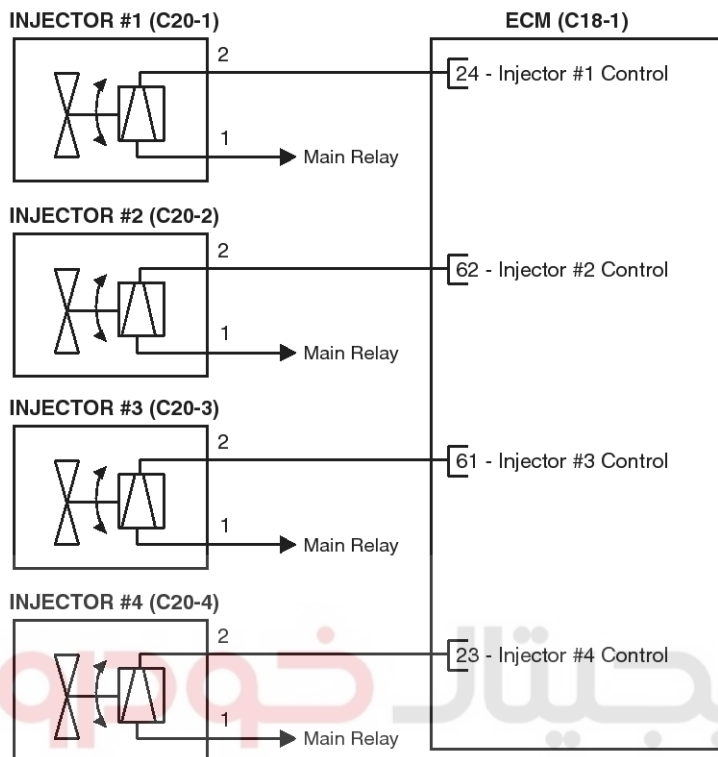 INJECTOR #1 (C20-1)
ECM (C18-1)
2
24 - Injector #1 Control
1
Main Relay
INJECTOR #2 (C20-2)
2
62 - Injector #2 Control
1
Main Relay
INJECTOR #3 (C20-3)
2
61 - Injector #3 Control
1
Main Relay
INJECTOR #4 (C20-4)
2
23 - Injector #4 Control
1
Main Relay
دیجیتال خودرو